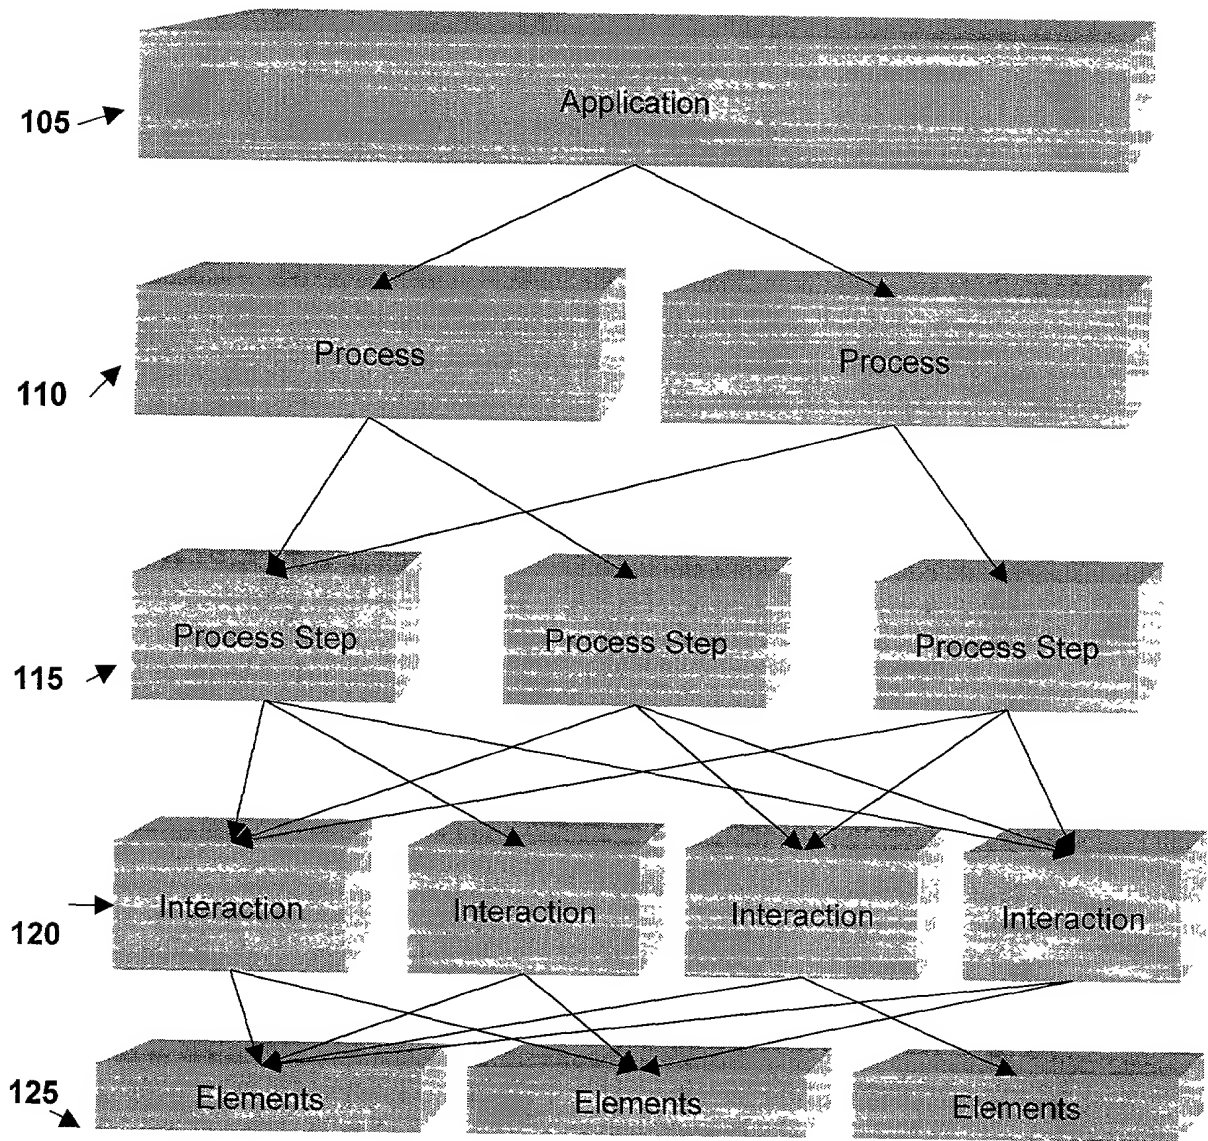 Application
105
Process
Process
110
Process Step
Process Step
Process Step
115
Interaction
Interaction
Interaction
Interaction
120
Elements
Elements
Elements
125